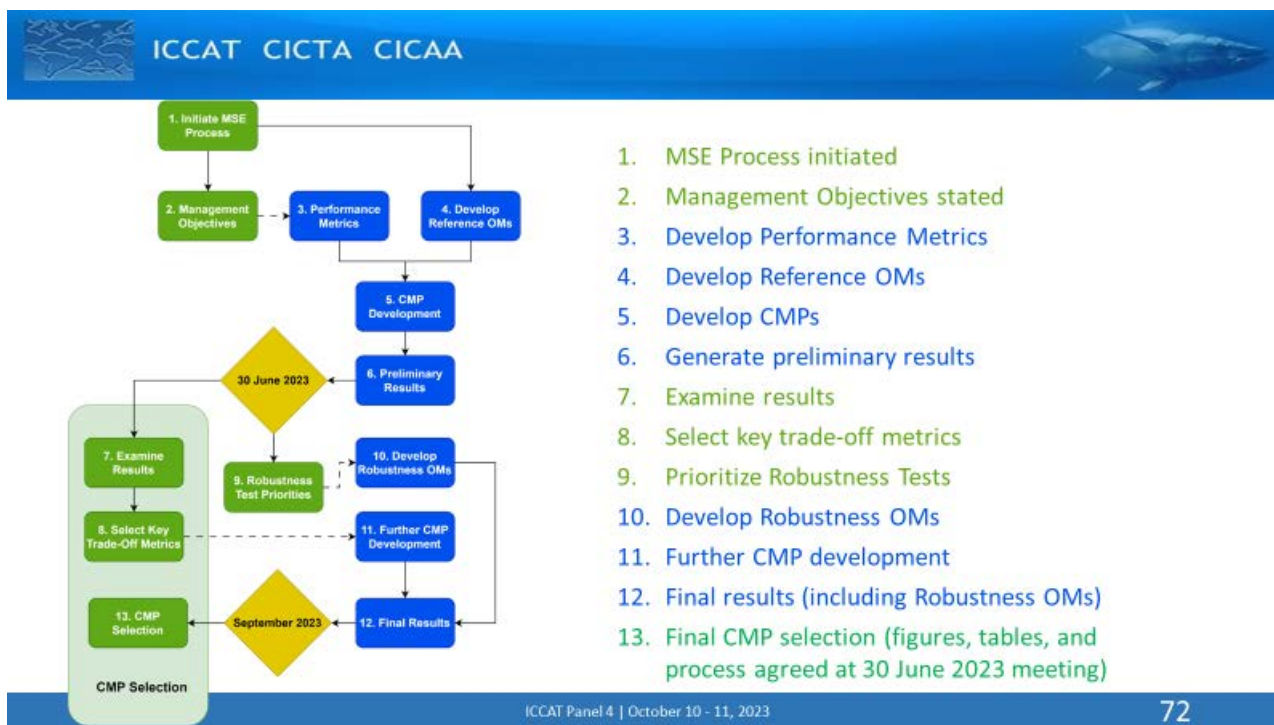 ICCAT CICTA CICAA
1. Initiate MSE
Process
2. Management
Objectives
3. Performance
Metrics
4. Develop
Reference OMs
5. CMP
Development
30 June 2023
6. Preliminary
Results
7. Examine
Results
9. Robustness
Test Priorities
10. Develop
Robustness OMs
8. Select Key
Trade-Off Metrics
11. Further CMP
Development
13. CMP
Selection
September 2023
12. Final Results
CMP Selection
1. MSE Process initiated
2. Management Objectives stated
3. Develop Performance Metrics
4. Develop Reference OMs
5. Develop CMPs
6. Generate preliminary results
7. Examine results
8. Select key trade-off metrics
9. Prioritize Robustness Tests
10. Develop Robustness OMs
11. Further CMP development
12. Final results (including Robustness OMs)
13. Final CMP selection (figures, tables, and
process agreed at 30 June 2023 meeting)
ICCAT Panel 4 | October 10 - 11, 2023
72